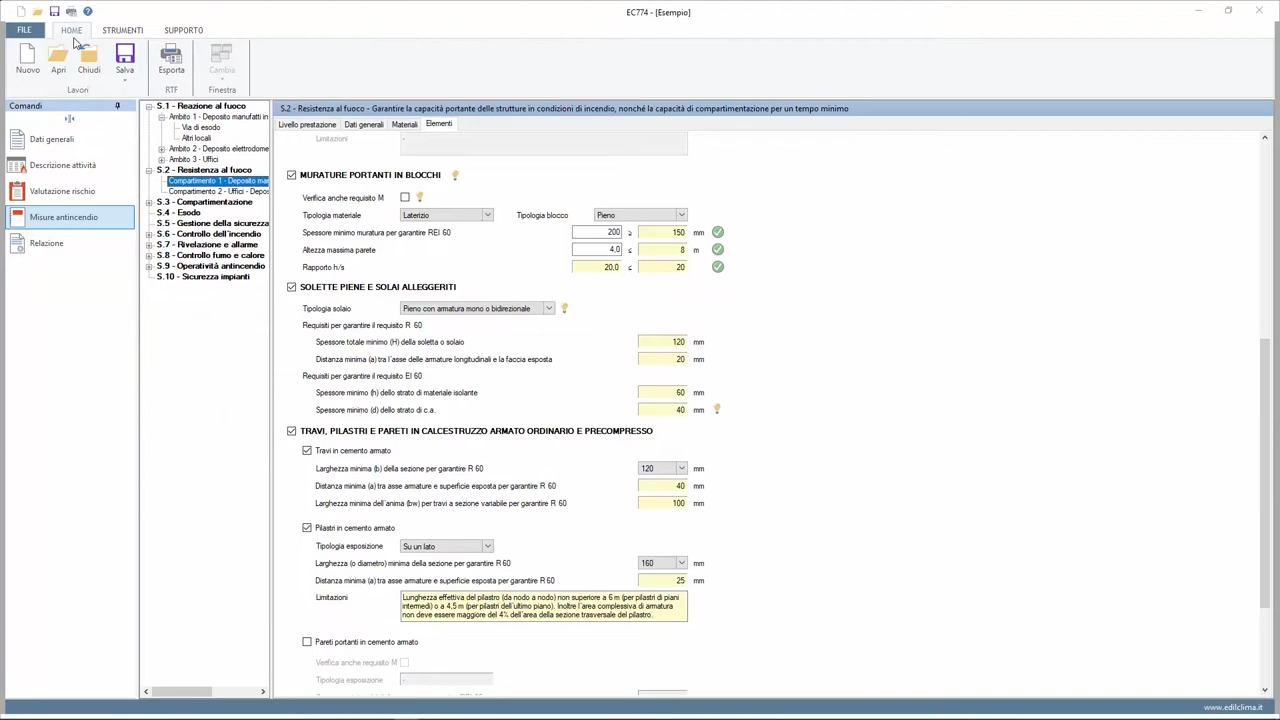 EC774 - [Esempio]
FILE HOME STRUMENTI SUPPORTO
Nuovo Apri Chiudi Salva Esporta Cambia
Lavori RTF Finestra
Comandi
Dati generali
Descrizione attività
Valutazione rischio
Misure antincendio
Relazione
S.1 - Reazione al fuoco
Ambito 1 - Deposito manufatti in
Via di esodo
Altri locali
Ambito 2 - Deposito elettrodome
Ambito 3 - Uffici
S.2 - Resistenza al fuoco
Compartimento 1 - Deposito ma
Compartimento 2 - Uffici - Depos
S.3 - Compartimentazione
S.4 - Esodo
S.5 - Gestione della sicurezza
S.6 - Controllo dell'incendio
S.7 - Rivelazione e allarme
S.8 - Controllo fumo e calore
S.9 - Operatività antincendio
S.10 - Sicurezza impianti
S.2 - Resistenza al fuoco - Garantire la capacità portante delle strutture in condizioni di incendio, nonché la capacità di compartimentazione per un tempo minimo
Livello prestazione Dati generali Materiali Elementi
Limitazioni -
MURATURE PORTANTI IN BLOCCHI
Verifica anche requisito M
Tipologia materiale Laterizio Tipologia blocco Pieno
Spessore minimo muratura per garantire REI 60 200 ≥ 150 mm
Altezza massima parete 4,0 ≤ 8 m
Rapporto h/s 20,0 ≤ 20
SOLETTE PIENE E SOLAI ALLEGGERITI
Tipologia solaio Pieno con armatura mono o bidirezionale
Requisiti per garantire il requisito R 60
Spessore totale minimo (H) della soletta o solaio 120 mm
Distanza minima (a) tra l'asse delle armature longitudinali e la faccia esposta 20 mm
Requisiti per garantire il requisito EI 60
Spessore minimo (h) dello strato di materiale isolante 60 mm
Spessore minimo (d) dello strato di c.a. 40 mm
TRAVI, PILASTRI E PARETI IN CALCESTRUZZO ARMATO ORDINARIO E PRECOMPRESSO
Travi in cemento armato
Larghezza minima (b) della sezione per garantire R 60 120 mm
Distanza minima (a) tra asse armature e superficie esposta per garantire R 60 40 mm
Larghezza minima dell'anima (bw) per travi a sezione variabile per garantire R 60 100 mm
Pilastri in cemento armato
Tipologia esposizione Su un lato
Larghezza (o diametro) minima della sezione per garantire R 60 160 mm
Distanza minima (a) tra asse armature e superficie esposta per garantire R 60 25 mm
Limitazioni Lunghezza effettiva del pilastro (da nodo a nodo) non superiore a 6 m (per pilastri di piani
intermedi) o a 4,5 m (per pilastri dell'ultimo piano). Inoltre l'area complessiva di armatura
non deve essere maggiore del 4% dell'area della sezione trasversale del pilastro.
Pareti portanti in cemento armato
Verifica anche requisito M
Tipologia esposizione -
www.edilclima.it